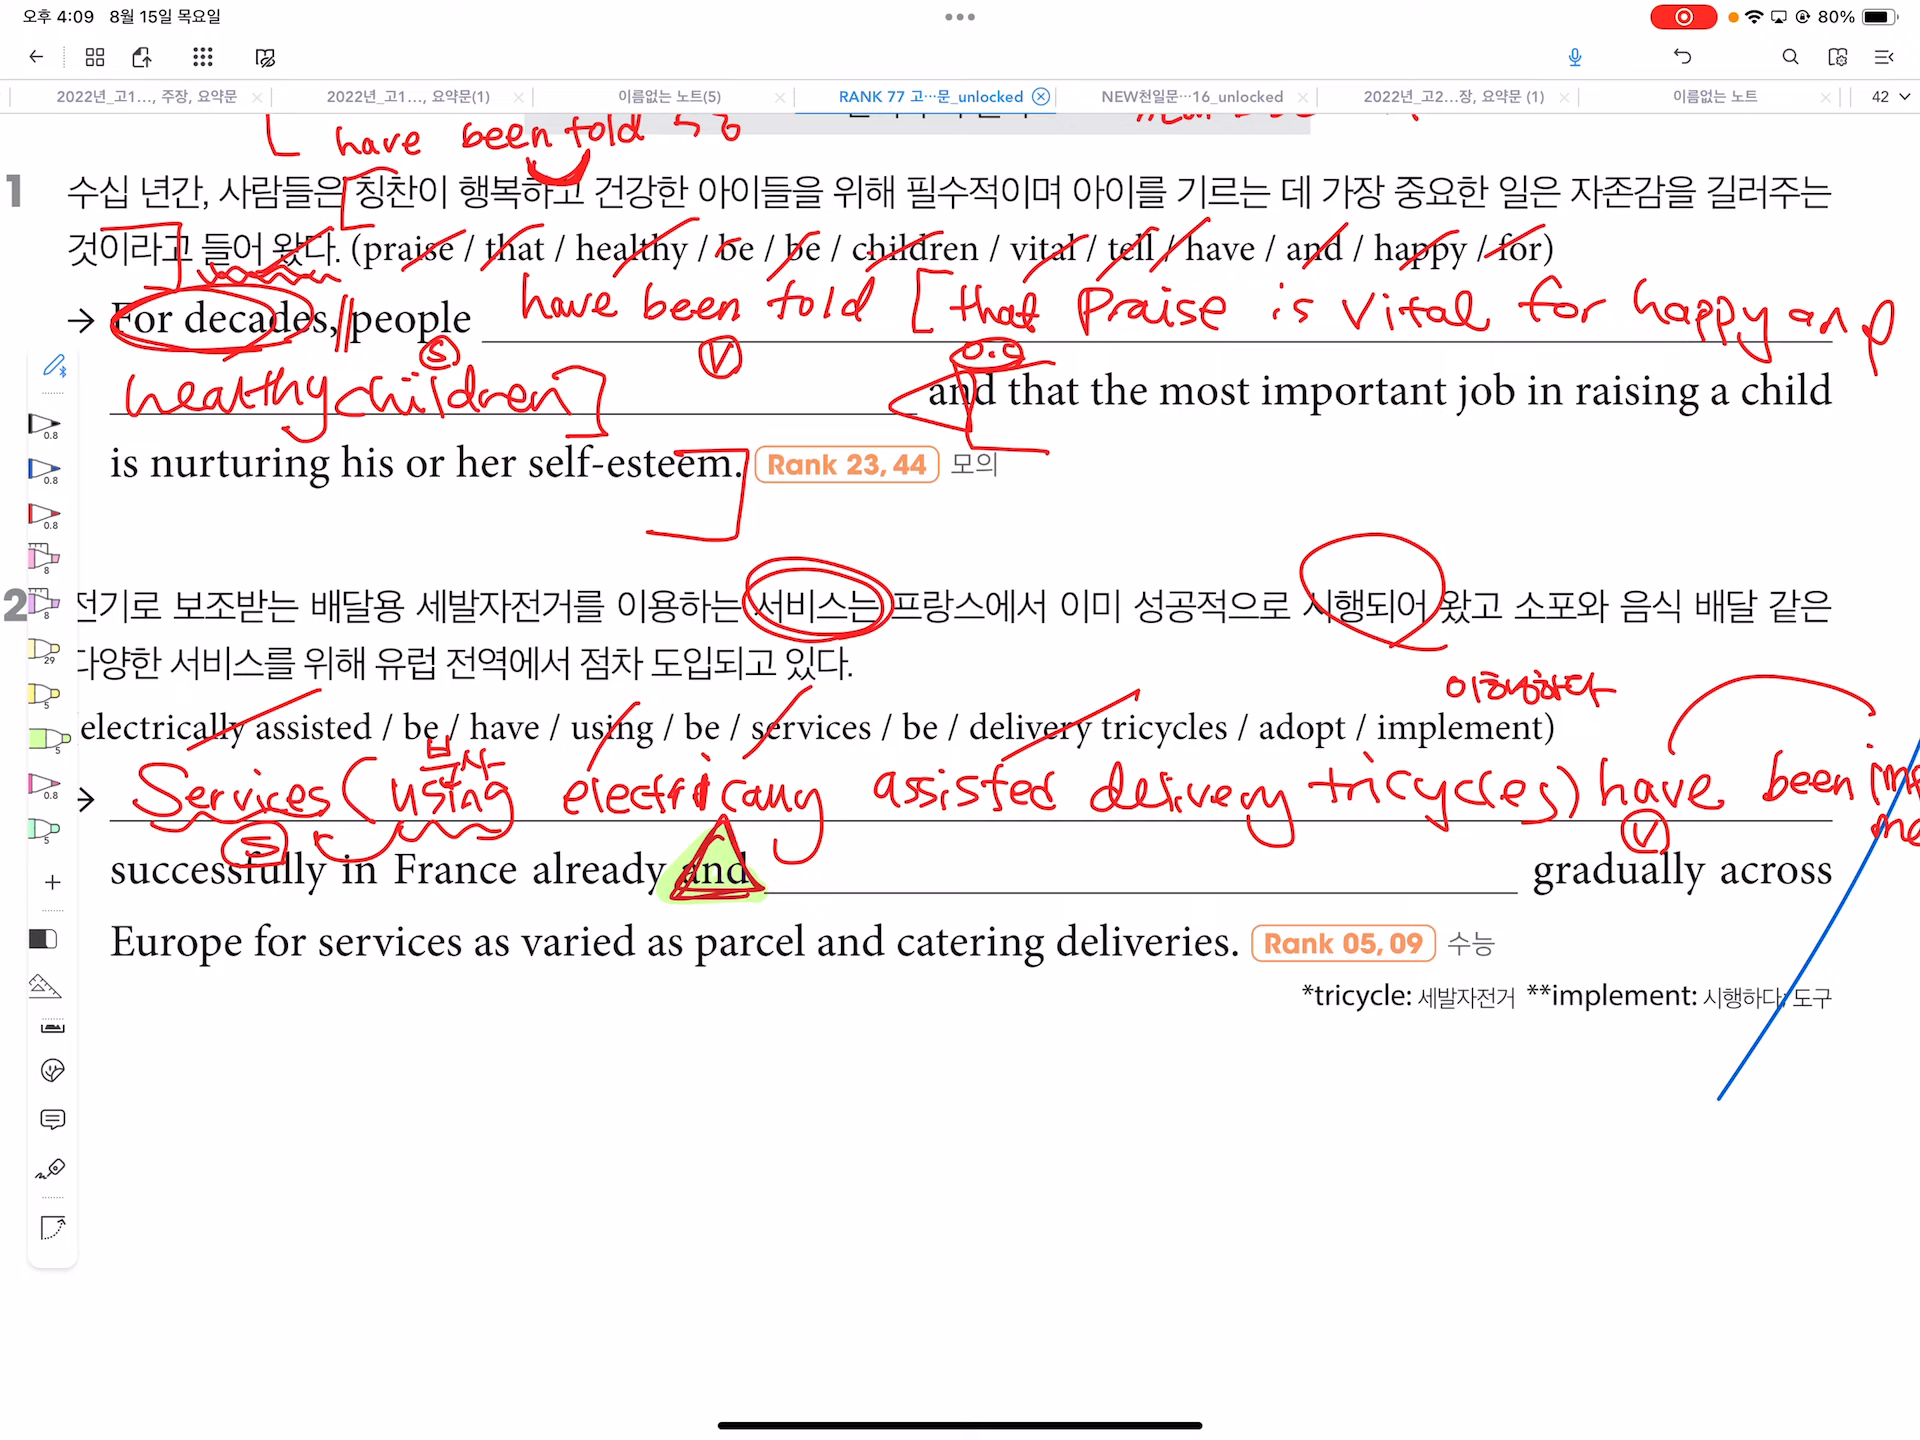 오후 4:09 8월 15일 목요일
80%
2022년_고1..., 주장, 요약문
2022년_고1..., 요약문(1)
이름없는 노트(5)
RANK 77 고…문_unlocked
NEW천일문…16_unlocked
2022년_고2...장, 요약문 (1)
이름없는 노트
42
have been told
1 수십 년간, 사람들은 칭찬이 행복하고 건강한 아이들을 위해 필수적이며 아이를 기르는 데 가장 중요한 일은 자존감을 길러주는
것이라고 들어 왔다. (praise / that / healthy / be / be / children / vital / tell / have / and / happy / for)
→ For decades, people have been told [ that Praise is vital for happy and
S V
healthy children ] and that the most important job in raising a child
is nurturing his or her self-esteem. Rank 23, 44 모의
2 전기로 보조받는 배달용 세발자전거를 이용하는 서비스는 프랑스에서 이미 성공적으로 시행되어 왔고 소포와 음식 배달 같은
다양한 서비스를 위해 유럽 전역에서 점차 도입되고 있다.
electrically assisted / be / have / using / be / services / be / delivery tricycles / adopt / implement)
부사
→ Services ( using electrically assisted delivery tricycles ) have been
S V
successfully in France already and gradually across
Europe for services as varied as parcel and catering deliveries. Rank 05, 09 수능
*tricycle: 세발자전거 **implement: 시행하다; 도구
0.8
0.8
0.8
8
8
29
5
5
0.8
5